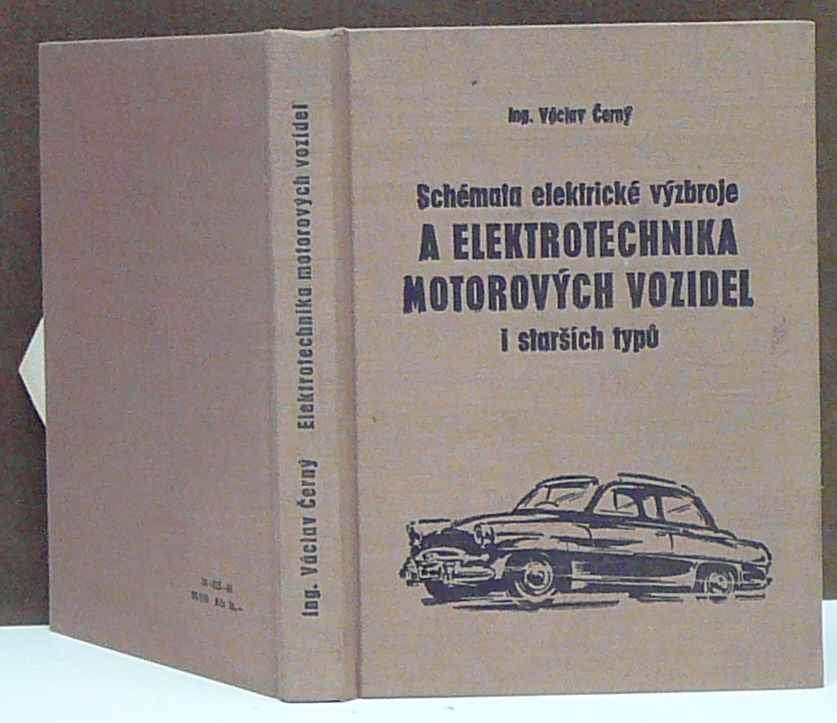 Ing. Václav Černý
Schémata elektrické výzbroje
A ELEKTROTECHNIKA
MOTOROVÝCH VOZIDEL
i starších typů
Ing. Václav Černý Elektrotechnika motorových vozidel